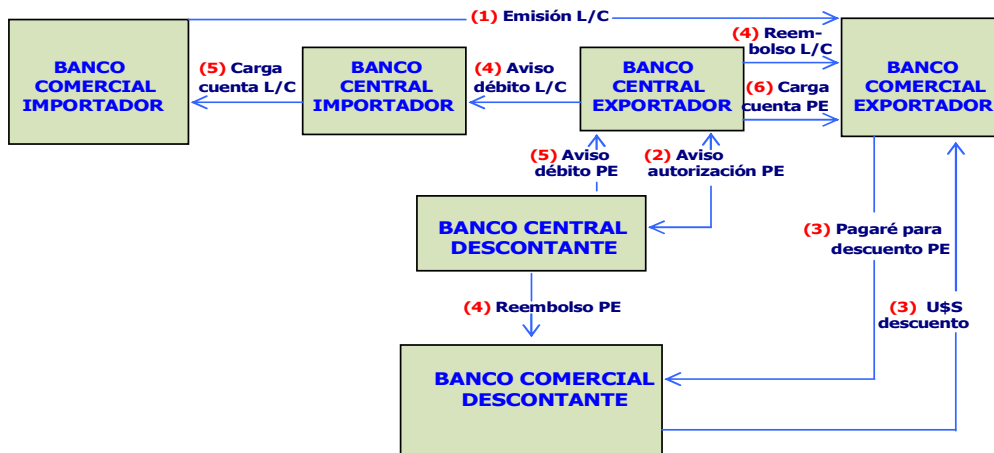 (1) Emisión L/C
BANCO
COMERCIAL
IMPORTADOR
(5) Carga
cuenta L/C
BANCO
CENTRAL
IMPORTADOR
(4) Aviso
débito L/C
BANCO
CENTRAL
EXPORTADOR
(4) Reem-
bolso L/C
(6) Carga
cuenta PE
BANCO
COMERCIAL
EXPORTADOR
(5) Aviso
débito PE
(2) Aviso
autorización PE
BANCO CENTRAL
DESCONTANTE
(3) Pagaré para
descuento PE
(4) Reembolso PE
(3) U$S
descuento
BANCO COMERCIAL
DESCONTANTE